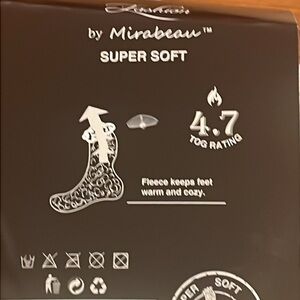 by Mirabeau™
SUPER SOFT
4.7
TOG RATING
Fleece keeps feet
warm and cozy.
SOFT